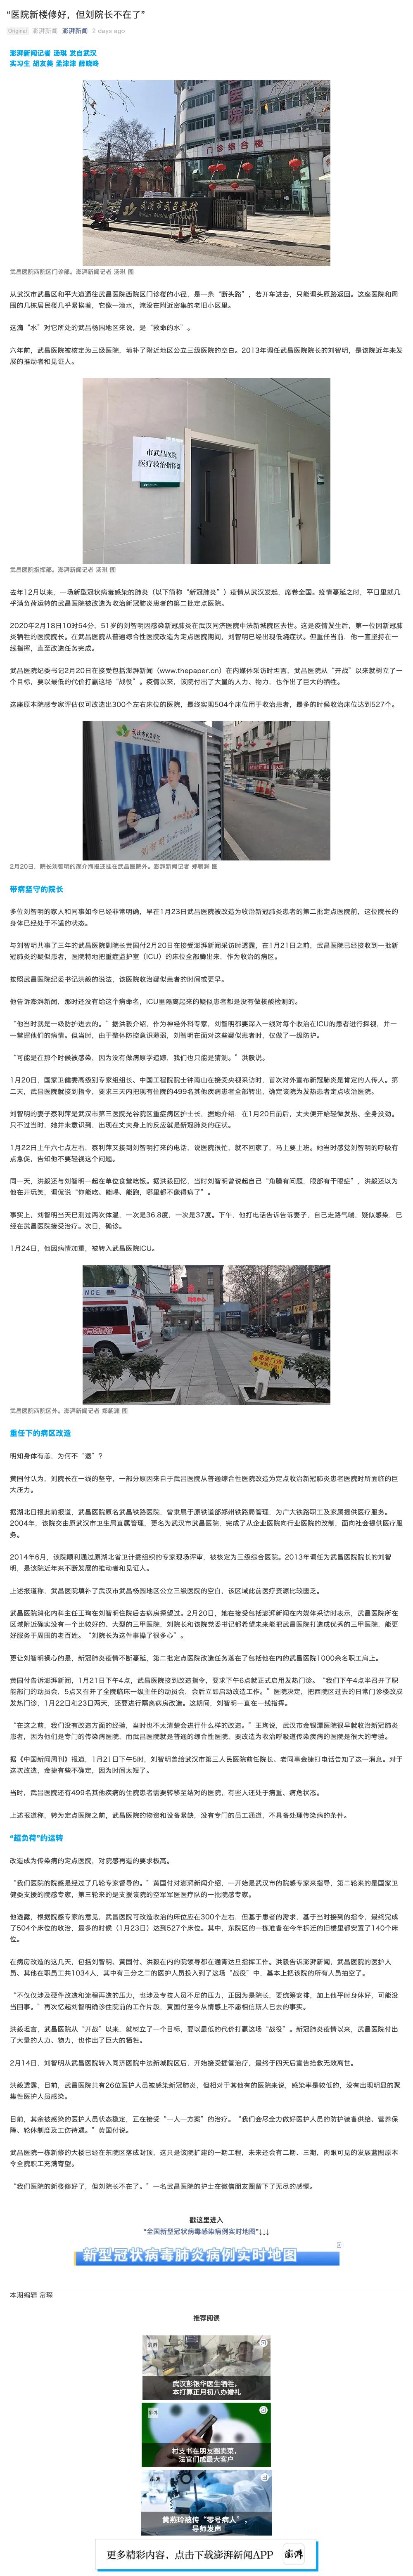 “医院新楼修好，但刘院长不在了”
Original 澎湃新闻 澎湃新闻 2 days ago
澎湃新闻记者 汤琪 发自武汉
实习生 胡友美 孟津津 薛晓彤
门诊综合楼
武昌医院西院区门诊部。澎湃新闻记者 汤琪 图
从武汉市武昌区和平大道通往武昌医院西院区门诊楼的小径，是一条“断头路”，若开车进去，只能调头原路返回。这座医院和周
围的几栋居民楼几乎紧挨着，它像一滴水，淹没在附近密集的老旧小区里。
这滴“水”对它所处的武昌杨园地区来说，是“救命的水”。
六年前，武昌医院被核定为三级医院，填补了附近地区公立三级医院的空白。2013年调任武昌医院院长的刘智明，是该院近年来发
展的推动者和见证人。
市武昌医院
医疗救治指挥部
武昌医院指挥部。澎湃新闻记者 汤琪 图
去年12月以来，一场新型冠状病毒感染的肺炎（以下简称“新冠肺炎”）疫情从武汉发起，席卷全国。疫情蔓延之时，平日里就几
乎满负荷运转的武昌医院被改造为收治新冠肺炎患者的第二批定点医院。
2020年2月18日10时54分，51岁的刘智明因感染新冠肺炎在武汉同济医院中法新城院区去世。这是疫情发生后，第一位因新冠肺
炎牺牲的医院院长。在武昌医院从普通综合性医院改造为定点医院期间，刘智明已经出现低烧症状。但重任当前，他一直坚持在一
线指挥，直至改造任务完成。
武昌医院纪委书记2月20日在接受包括澎湃新闻（www.thepaper.cn）在内媒体采访时坦言，武昌医院从“开战”以来就树立了一
个目标，要以最低的代价打赢这场“战役”。疫情以来，该院付出了大量的人力、物力，也作出了巨大的牺牲。
这座原本院感专家评估仅可改造出300个左右床位的医院，最终实现504个床位用于收治患者，最多的时候收治床位达到527个。
2月20日，院长刘智明的简介海报还挂在武昌医院外。澎湃新闻记者 郑朝渊 图
带病坚守的院长
多位刘智明的家人和同事如今已经非常明确，早在1月23日武昌医院被改造为收治新冠肺炎患者的第二批定点医院前，这位院长的
身体已经处于不适的状态。
与刘智明共事了三年的武昌医院副院长黄国付2月20日在接受澎湃新闻采访时透露，在1月21日之前，武昌医院已经接收到一批新
冠肺炎的疑似患者，医院特地把重症监护室（ICU）的床位全部腾出来，作为收治的病区。
按照武昌医院纪委书记洪毅的说法，该医院收治疑似患者的时间或更早。
他告诉澎湃新闻，那时还没有给这个病命名，ICU里隔离起来的疑似患者都是没有做核酸检测的。
“他当时就是一级防护进去的。”据洪毅介绍，作为神经外科专家，刘智明都要深入一线对每个收治在ICU的患者进行探视，并一
一掌握他们的病情。但当时，由于整体防控意识薄弱，刘智明在面对这些疑似患者时，仅做了一级防护。
“可能是在那个时候被感染，因为没有做病原学追踪，我们也只能是猜测。”洪毅说。
1月20日，国家卫健委高级别专家组组长、中国工程院院士钟南山在接受央视采访时，首次对外宣布新冠肺炎是肯定的人传人。第
二天，武昌医院就接到指令，要求三天内把现有住院的499名其他疾病患者全部转出，确定该院为发热患者定点收治医院。
刘智明的妻子蔡利萍是武汉市第三医院光谷院区重症病区护士长，据她介绍，在1月20日前后，丈夫便开始轻微发热、全身没劲。
只不过当时，她并未意识到，出现在丈夫身上的反应就是新冠肺炎的症状。
1月22日上午六七点左右，蔡利萍又接到刘智明打来的电话，说医院很忙，就不回家了，马上要上班。她当时感觉刘智明的呼吸有
点急促，告知他不要轻视这个问题。
同一天，洪毅还与刘智明一起在单位食堂吃饭。据洪毅回忆，当时刘智明曾说起自己“角膜有问题，眼部有干眼症”，洪毅还以为
他在开玩笑，调侃说“你能吃、能喝、能跑，哪里都不像得病了”。
事实上，刘智明当天已测过两次体温，一次是36.8度，一次是37度。下午，他打电话告诉告诉妻子，自己走路气喘，疑似感染，已
经在武昌医院接受治疗。次日，确诊。
1月24日，他因病情加重，被转入武昌医院ICU。
武昌医院西院区外。澎湃新闻记者 郑朝渊 图
重任下的病区改造
明知身体有恙，为何不“退”？
黄国付认为，刘院长在一线的坚守，一部分原因来自于武昌医院从普通综合性医院改造为定点收治新冠肺炎患者医院时所面临的巨
大压力。
据湖北日报此前报道，武昌医院原名武昌铁路医院，曾隶属于原铁道部郑州铁路局管理，为广大铁路职工及家属提供医疗服务。
2004年，该院交由原武汉市卫生局直属管理，更名为武汉市武昌医院，完成了从企业医院向行业医院的改制，面向社会提供医疗服
务。
2014年6月，该院顺利通过原湖北省卫计委组织的专家现场评审，被核定为三级综合医院。2013年调任为武昌医院院长的刘智
明，是该院近年来不断发展的推动者和见证人。
上述报道称，武昌医院填补了武汉市武昌杨园地区公立三级医院的空白，该区域此前医疗资源比较匮乏。
武昌医院消化内科主任王珣在刘智明住院后去病房探望过。2月20日，她在接受包括澎湃新闻在内的媒体采访时表示，武昌医院所在
区域附近确实没有一个比较好的、大型的三甲医院，刘院长和该院党委书记都希望未来能把武昌医院打造成优秀的三甲医院，能更
好服务于周围的老百姓。“刘院长为这件事操了很多心”。
更让刘智明操心的是，新冠肺炎疫情不断蔓延，第二批定点医院改造任务落在了包括他在内的武昌医院1000余名职工肩上。
黄国付告诉澎湃新闻，1月21日下午4点，武昌医院接到改造指令，要求下午6点就正式启用发热门诊。“我们下午4点半召开了职
能部门的动员会，5点又召开了全院临床一级主任的动员会，会后立即启动改造工作。”医院决定，把西院区过去的日常门诊楼改成
发热门诊，1月22日和23日两天，还要进行隔离病房改造。这期间，刘智明一直在一线指挥。
“在这之前，我们没有改造方面的经验，当时也不太清楚会进行什么样的改造。”王珣说，武汉市金银潭医院很早就收治新冠肺炎
患者，因为他们是专门的传染病医院，而武昌医院就是普通的综合性医院，要改造为收治呼吸道传染疾病的医院是很大的考验。
据《中国新闻周刊》报道，1月21日下午5时，刘智明曾给武汉市第三人民医院前任院长、老同事金捷打电话告知了这一消息。对于
这次改造，金捷有些不确定，因为时间太短了。
当时，武昌医院还有499名其他疾病的住院患者需要转移至结对的医院，有些人还处于病重、病危状态。
上述报道称，转为定点医院之前，武昌医院的物资和设备紧缺，没有专门的员工通道，不具备处理传染病的条件。
“超负荷”的运转
改造成为传染病的定点医院，对院感再造的要求极高。
“我们医院的院感是经过了几轮专家督导的。”黄国付对澎湃新闻介绍，一开始是武汉市的院感专家来指导，第二轮来的是国家卫
健委支援的院感专家，第三轮来的是支援该院的空军军医医疗队的一批院感专家。
他透露，根据院感专家的意见，武昌医院可改造收治的床位应在300个左右，但基于患者的需求，基于当时接到的指令，最终完成
了504个床位的收治，最多的时候（1月23日）达到527个床位。其中，东院区的一栋准备在今年拆迁的旧楼里都安置了140个床
位。
在病房改造的这几天，包括刘智明、黄国付、洪毅在内的院领导都在通宵达旦指挥工作。洪毅告诉澎湃新闻，武昌医院的医护人
员、其他在职员工共1034人，其中有三分之二的医护人员投入到了这场“战役”中，基本上把该院的所有人员抽空了。
“不仅仅涉及硬件改造和流程再造的压力，也涉及专技人员不足的压力，正因为是院长，要统筹安排，加上他平时身体好，可能没
当回事。”再次忆起刘智明确诊住院前的工作片段，黄国付至今从情感上不愿相信斯人已去的事实。
洪毅坦言，武昌医院从“开战”以来，就树立了一个目标，要以最低的代价打赢这场“战役”。新冠肺炎疫情以来，武昌医院付出
了大量的人力、物力，也作出了巨大的牺牲。
2月14日，刘智明从武昌医院转入同济医院中法新城院区后，开始接受插管治疗，最终于四天后宣告抢救无效离世。
洪毅透露，目前，武昌医院共有26位医护人员被感染新冠肺炎，但相对于其他有的医院来说，感染率是较低的，没有出现明显的聚
集性医护人员感染。
目前，其余被感染的医护人员状态稳定，正在接受“一人一方案”的治疗。“我们会尽全力做好医护人员的防护装备供给、营养保
障、轮休制度及工伤待遇。”黄国付说。
武昌医院一栋新修的大楼已经在东院区落成封顶，这只是该院扩建的一期工程，未来还会有二期、三期，肉眼可见的发展蓝图原本
令全院职工充满寄望。
“我们医院的新楼修好了，但刘院长不在了。”一名武昌医院的护士在微信朋友圈留下了无尽的感慨。
戳这里进入
“全国新型冠状病毒感染病例实时地图”↓↓↓
新型冠状病毒肺炎病例实时地图
本期编辑 常琛
推荐阅读
武汉彭银华医生牺牲，
本打算正月初八办婚礼
村支书在朋友圈卖菜，
法官们成最大客户
黄燕玲被传“零号病人”，
导师发声
更多精彩内容，点击下载澎湃新闻APP 澎湃